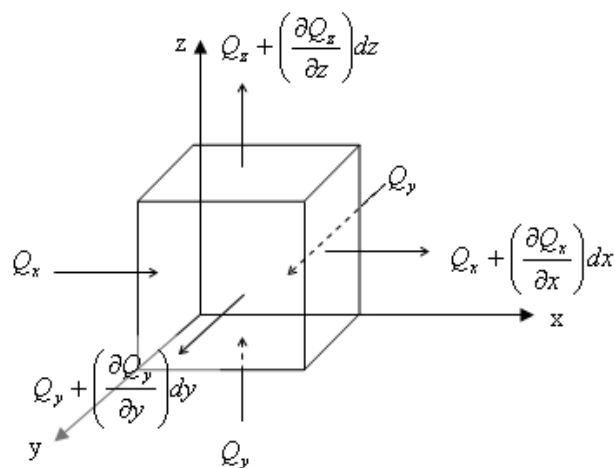 z
Q_z + (∂Q_z/∂z) dz
Q_y
Q_x
Q_x + (∂Q_x/∂x) dx
x
Q_y + (∂Q_y/∂y) dy
y
Q_y